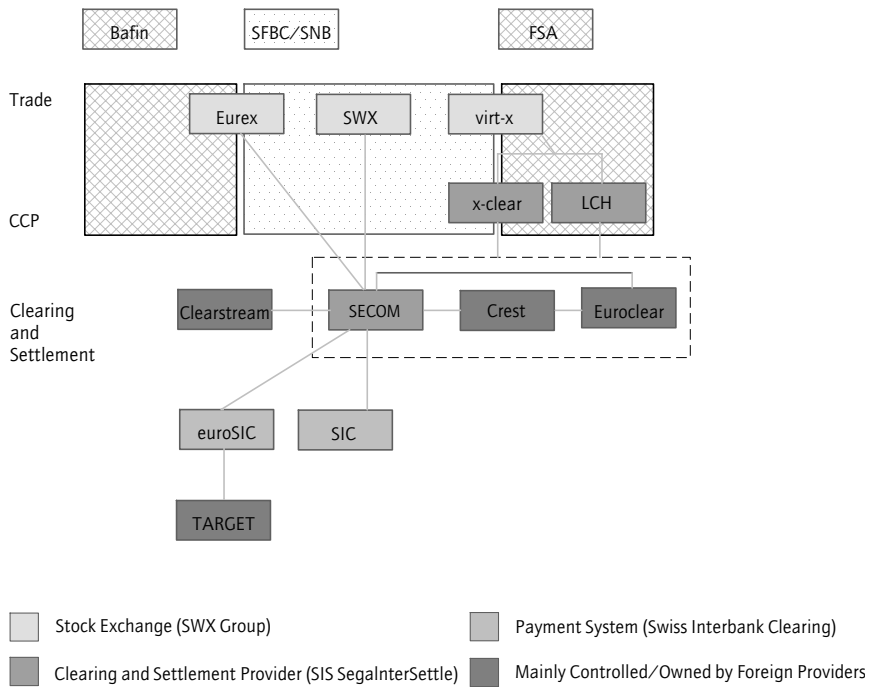 Bafin
SFBC/SNB
FSA
Trade
Eurex
SWX
virt-x
x-clear
LCH
CCP
Clearing
and
Settlement
Clearstream
SECOM
Crest
Euroclear
euroSIC
SIC
TARGET
Stock Exchange (SWX Group)
Payment System (Swiss Interbank Clearing)
Clearing and Settlement Provider (SIS SegaInterSettle)
Mainly Controlled/Owned by Foreign Providers